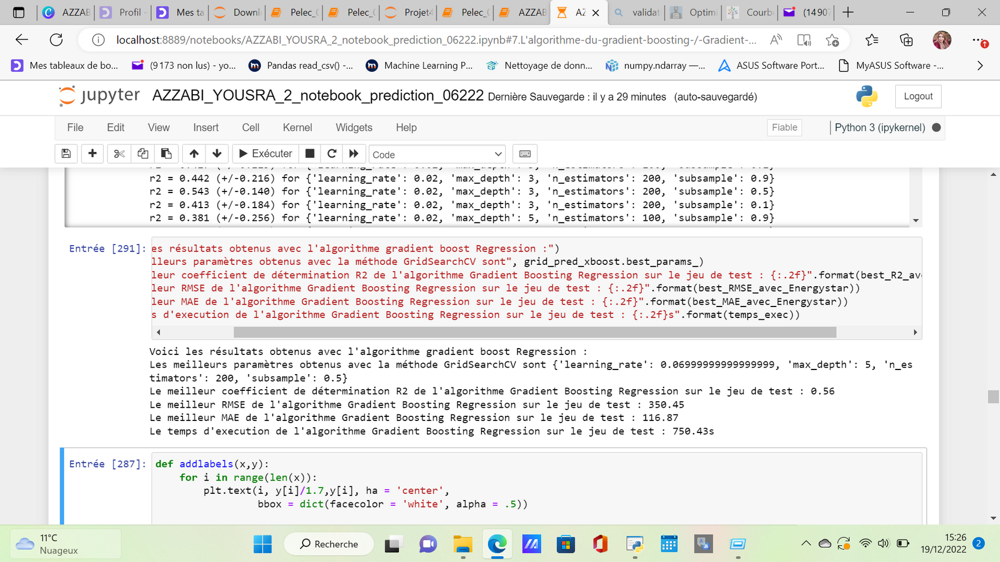 AZZAB
Profil -
Mes ta
Downl
Pelec_0
Pelec_0
Projet4
Pelec_0
AZZAB
AZ
validat
Optimi
Courbe
(14 907
localhost:8889/notebooks/AZZABI_YOUSRA_2_notebook_prediction_06222.ipynb#7.L'algorithme-du-gradient-boosting-/-Gradient-...
Mes tableaux de bo...
(9 173 non lus) - yo...
Pandas read_csv() -...
Machine Learning P...
Nettoyage de donn...
numpy.ndarray —...
ASUS Software Port...
MyASUS Software -...
jupyter AZZABI_YOUSRA_2_notebook_prediction_06222 Dernière Sauvegarde : il y a 29 minutes (auto-sauvegardé)
Logout
File Edit View Insert Cell Kernel Widgets Help
Fiable
Python 3 (ipykernel)
Exécuter
Code
r2 = 0.442 (+/-0.216) for {'learning_rate': 0.02, 'max_depth': 3, 'n_estimators': 200, 'subsample': 0.9}
r2 = 0.543 (+/-0.140) for {'learning_rate': 0.02, 'max_depth': 3, 'n_estimators': 200, 'subsample': 0.5}
r2 = 0.413 (+/-0.184) for {'learning_rate': 0.02, 'max_depth': 3, 'n_estimators': 200, 'subsample': 0.1}
r2 = 0.381 (+/-0.256) for {'learning_rate': 0.02, 'max_depth': 5, 'n_estimators': 100, 'subsample': 0.9}
Entrée [291]: es résultats obtenus avec l'algorithme gradient boost Regression :")
lleurs paramètres obtenus avec la méthode GridSearchCV sont", grid_pred_xboost.best_params_)
leur coefficient de détermination R2 de l'algorithme Gradient Boosting Regression sur le jeu de test : {:.2f}".format(best_R2_ave
leur RMSE de l'algorithme Gradient Boosting Regression sur le jeu de test : {:.2f}".format(best_RMSE_avec_Energystar))
leur MAE de l'algorithme Gradient Boosting Regression sur le jeu de test : {:.2f}".format(best_MAE_avec_Energystar))
s d'execution de l'algorithme Gradient Boosting Regression sur le jeu de test : {:.2f}s".format(temps_exec))
Voici les résultats obtenus avec l'algorithme gradient boost Regression :
Les meilleurs paramètres obtenus avec la méthode GridSearchCV sont {'learning_rate': 0.06999999999999999, 'max_depth': 5, 'n_es
timators': 200, 'subsample': 0.5}
Le meilleur coefficient de détermination R2 de l'algorithme Gradient Boosting Regression sur le jeu de test : 0.56
Le meilleur RMSE de l'algorithme Gradient Boosting Regression sur le jeu de test : 350.45
Le meilleur MAE de l'algorithme Gradient Boosting Regression sur le jeu de test : 116.87
Le temps d'execution de l'algorithme Gradient Boosting Regression sur le jeu de test : 750.43s
Entrée [287]: def addlabels(x,y):
for i in range(len(x)):
plt.text(i, y[i]/1.7,y[i], ha = 'center',
bbox = dict(facecolor = 'white', alpha = .5))
11°C
Nuageux
Recherche
15:26
19/12/2022
2